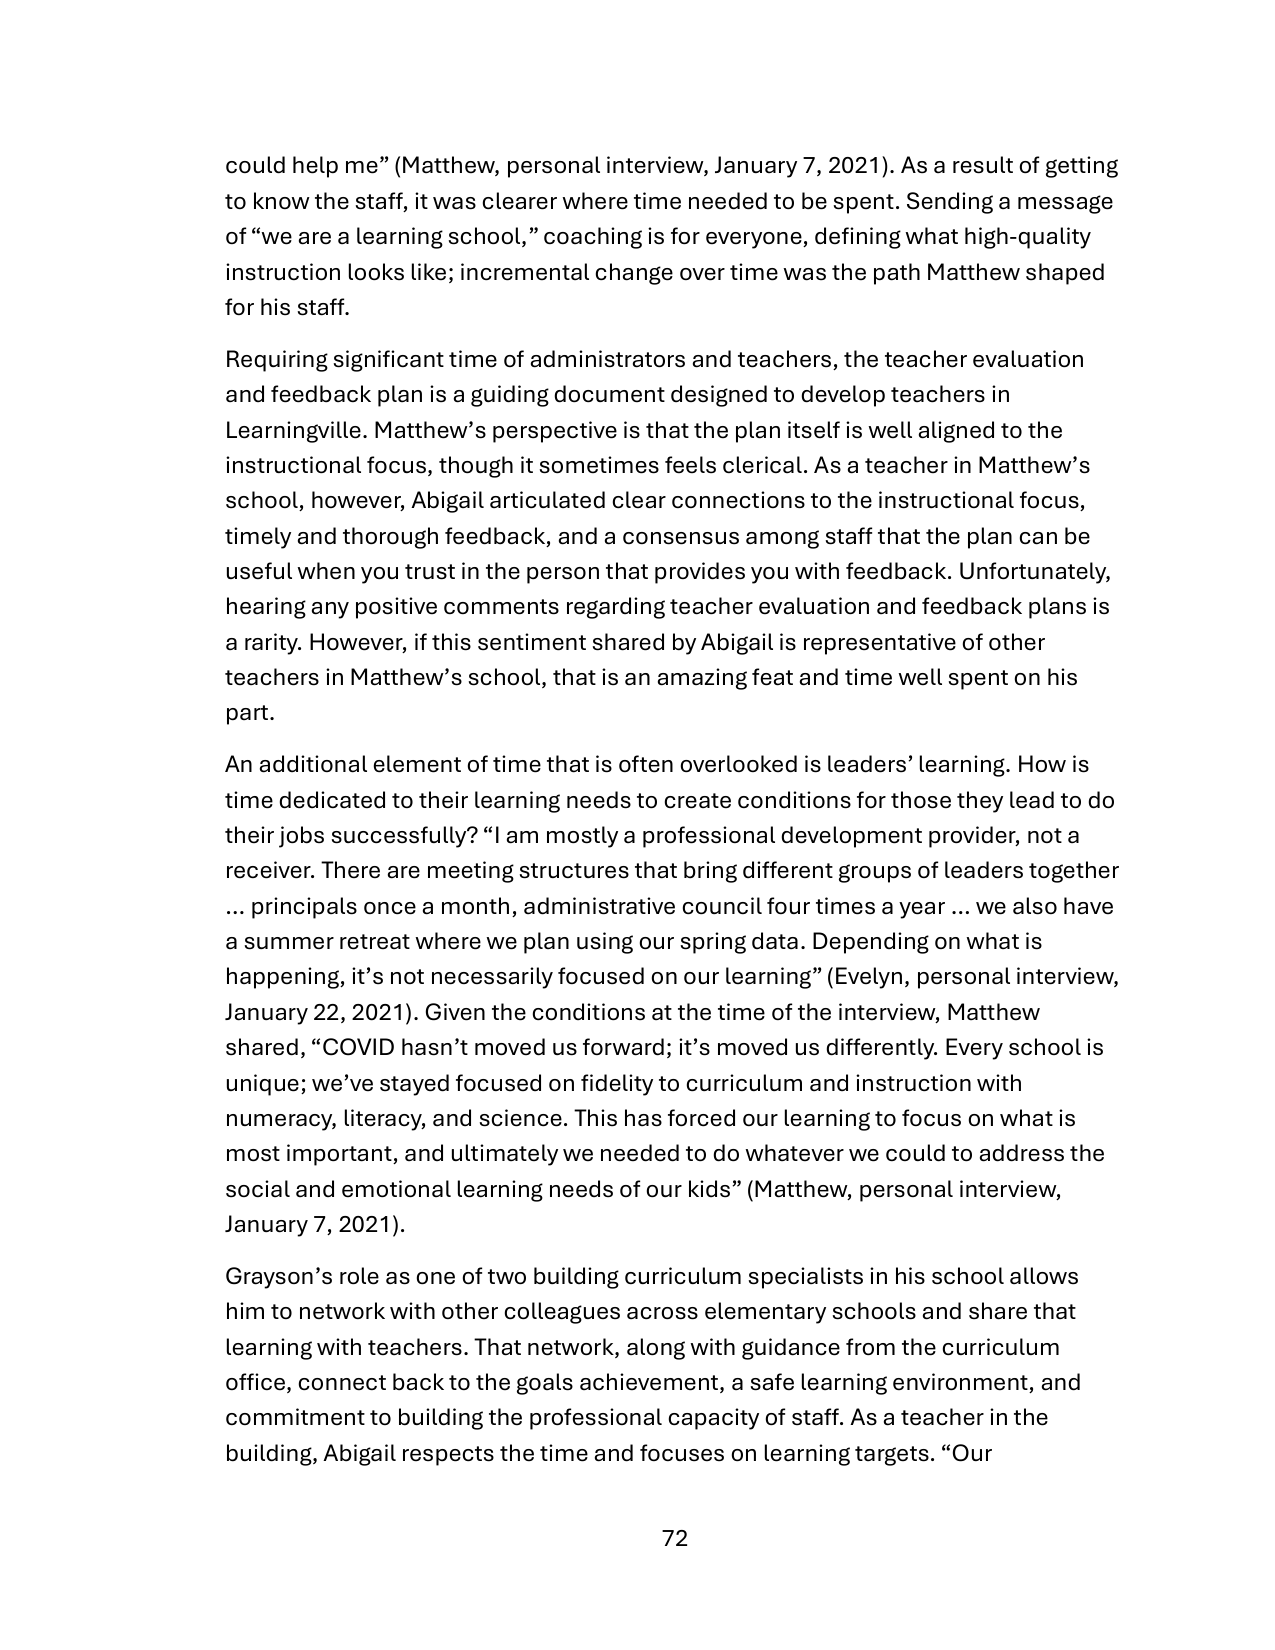 could help me” (Matthew, personal interview, January 7, 2021). As a result of getting
to know the staff, it was clearer where time needed to be spent. Sending a message
of “we are a learning school,” coaching is for everyone, defining what high-quality
instruction looks like; incremental change over time was the path Matthew shaped
for his staff.
Requiring significant time of administrators and teachers, the teacher evaluation
and feedback plan is a guiding document designed to develop teachers in
Learningville. Matthew’s perspective is that the plan itself is well aligned to the
instructional focus, though it sometimes feels clerical. As a teacher in Matthew’s
school, however, Abigail articulated clear connections to the instructional focus,
timely and thorough feedback, and a consensus among staff that the plan can be
useful when you trust in the person that provides you with feedback. Unfortunately,
hearing any positive comments regarding teacher evaluation and feedback plans is
a rarity. However, if this sentiment shared by Abigail is representative of other
teachers in Matthew’s school, that is an amazing feat and time well spent on his
part.
An additional element of time that is often overlooked is leaders’ learning. How is
time dedicated to their learning needs to create conditions for those they lead to do
their jobs successfully? “I am mostly a professional development provider, not a
receiver. There are meeting structures that bring different groups of leaders together
… principals once a month, administrative council four times a year … we also have
a summer retreat where we plan using our spring data. Depending on what is
happening, it’s not necessarily focused on our learning” (Evelyn, personal interview,
January 22, 2021). Given the conditions at the time of the interview, Matthew
shared, “COVID hasn’t moved us forward; it’s moved us differently. Every school is
unique; we’ve stayed focused on fidelity to curriculum and instruction with
numeracy, literacy, and science. This has forced our learning to focus on what is
most important, and ultimately we needed to do whatever we could to address the
social and emotional learning needs of our kids” (Matthew, personal interview,
January 7, 2021).
Grayson’s role as one of two building curriculum specialists in his school allows
him to network with other colleagues across elementary schools and share that
learning with teachers. That network, along with guidance from the curriculum
office, connect back to the goals achievement, a safe learning environment, and
commitment to building the professional capacity of staff. As a teacher in the
building, Abigail respects the time and focuses on learning targets. “Our
72